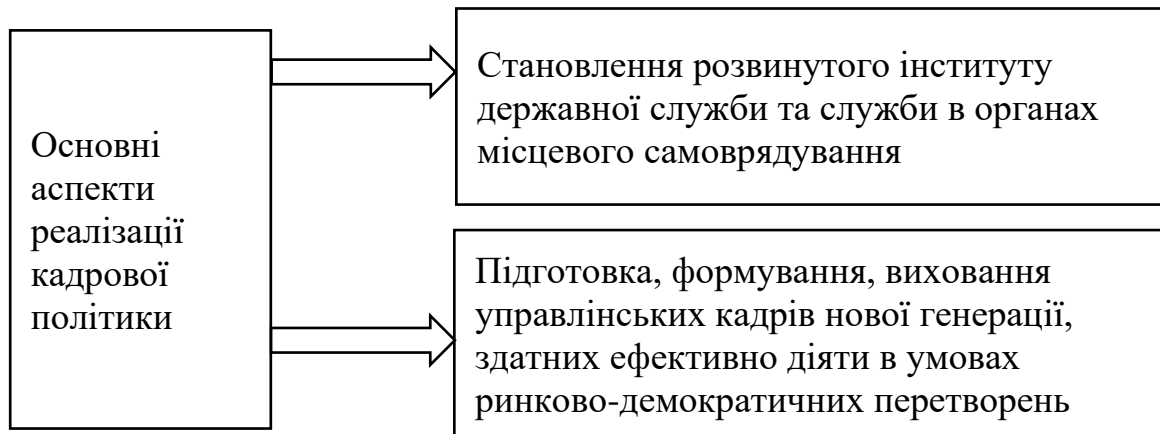 Основні
аспекти
реалізації
кадрової
політики
Становлення розвинутого інституту
державної служби та служби в органах
місцевого самоврядування
Підготовка, формування, виховання
управлінських кадрів нової генерації,
здатних ефективно діяти в умовах
ринково-демократичних перетворень